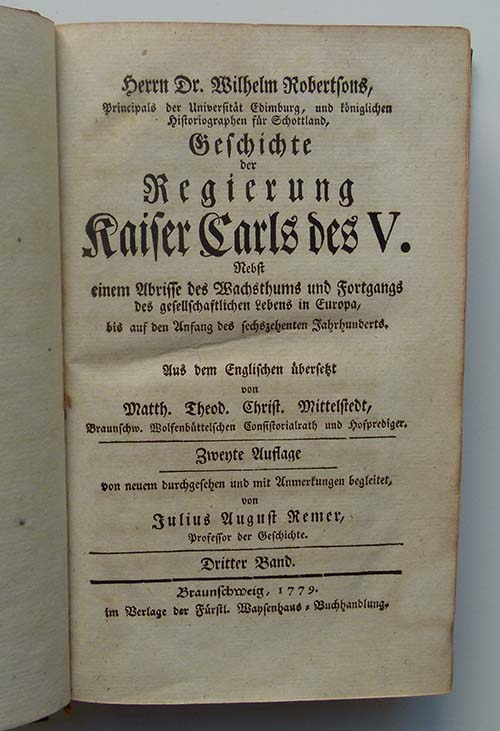 Herrn Dr. Wilhelm Robertsons,
Principals der Universität Edimburg, und königlichen
Historiographen für Schottland,
Geschichte
der
Regierung
Kaiser Carls des V.
Nebst
einem Abrisse des Wachsthums und Fortgangs
des gesellschaftlichen Lebens in Europa,
bis auf den Anfang des sechszehenten Jahrhunderts.
Aus dem Englischen übersetzt
von
Matth. Theod. Christ. Mittelstedt,
Braunschw. Wolfenbüttelschen Consistorialrath und Hofprediger.
Zweyte Auflage
von neuem durchgesehen und mit Anmerkungen begleitet,
von
Julius August Remer,
Professor der Geschichte.
Dritter Band.
Braunschweig, 1779.
im Verlage der Fürstl. Waysenhaus-Buchhandlung.